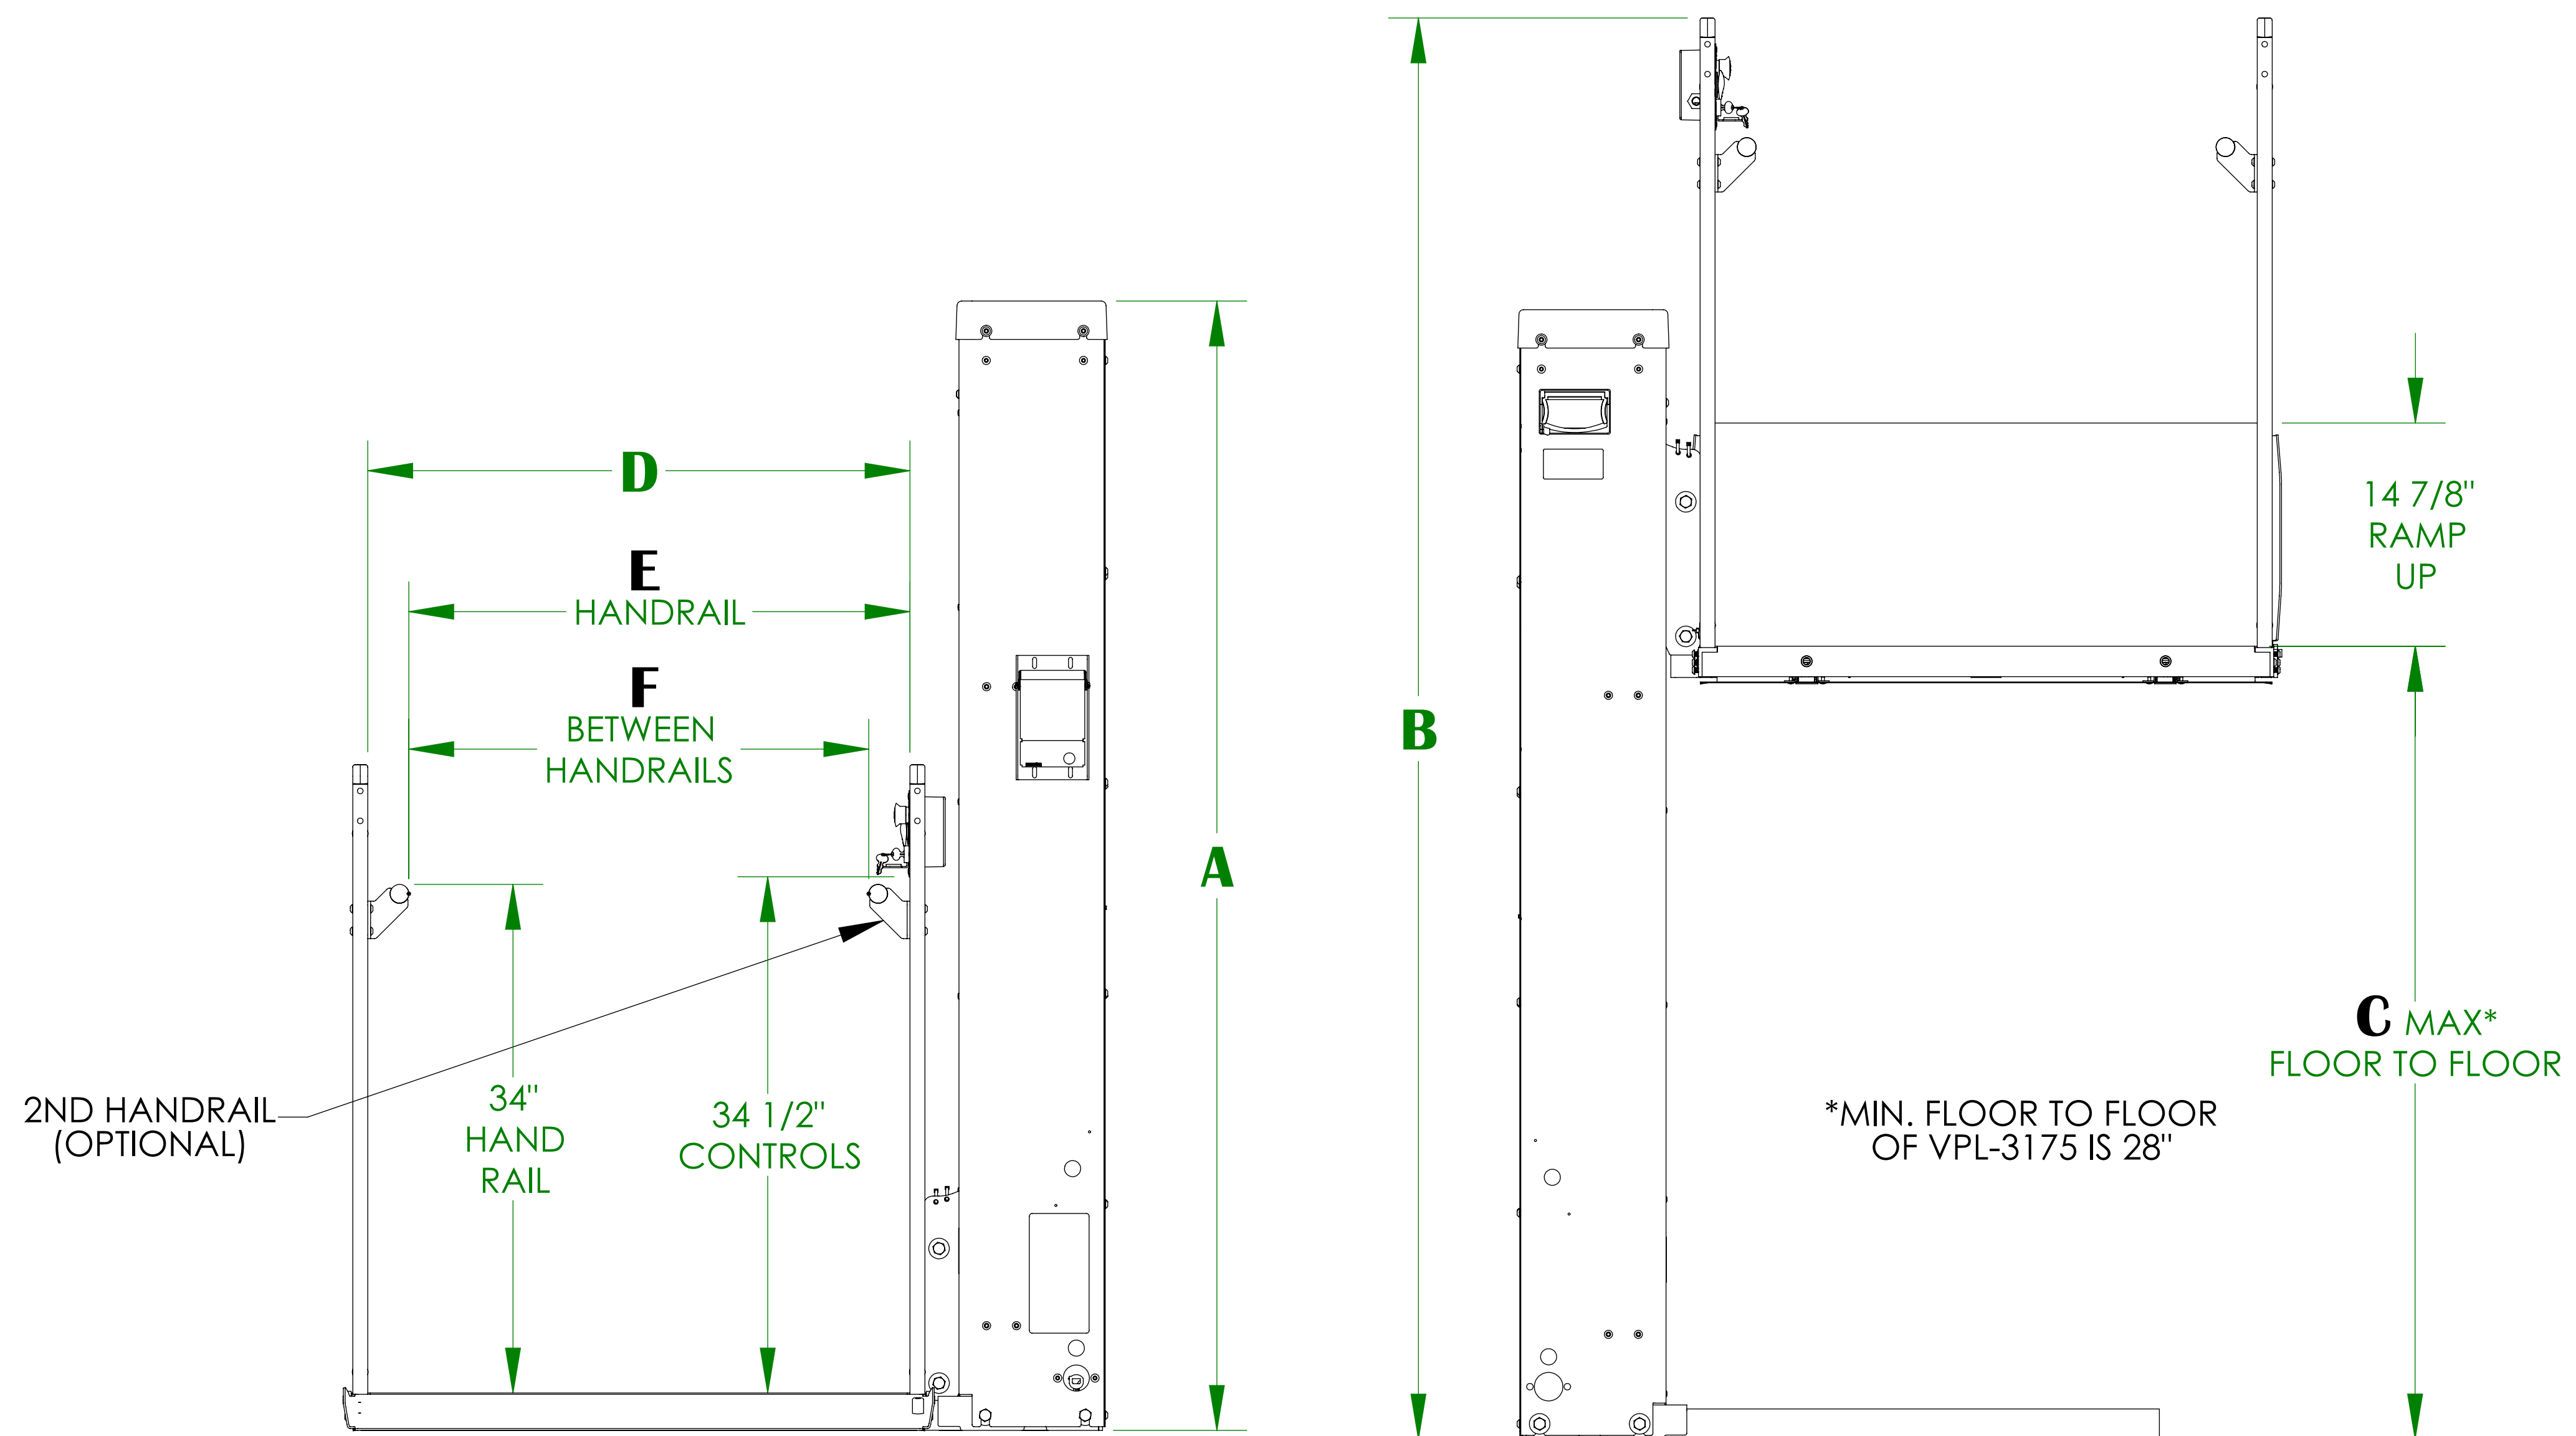 D
E
HANDRAIL
F
BETWEEN
HANDRAILS
A
2ND HANDRAIL
(OPTIONAL)
34"
HAND
RAIL
34 1/2"
CONTROLS
B
14 7/8"
RAMP
UP
C MAX*
FLOOR TO FLOOR
*MIN. FLOOR TO FLOOR
OF VPL-3175 IS 28"